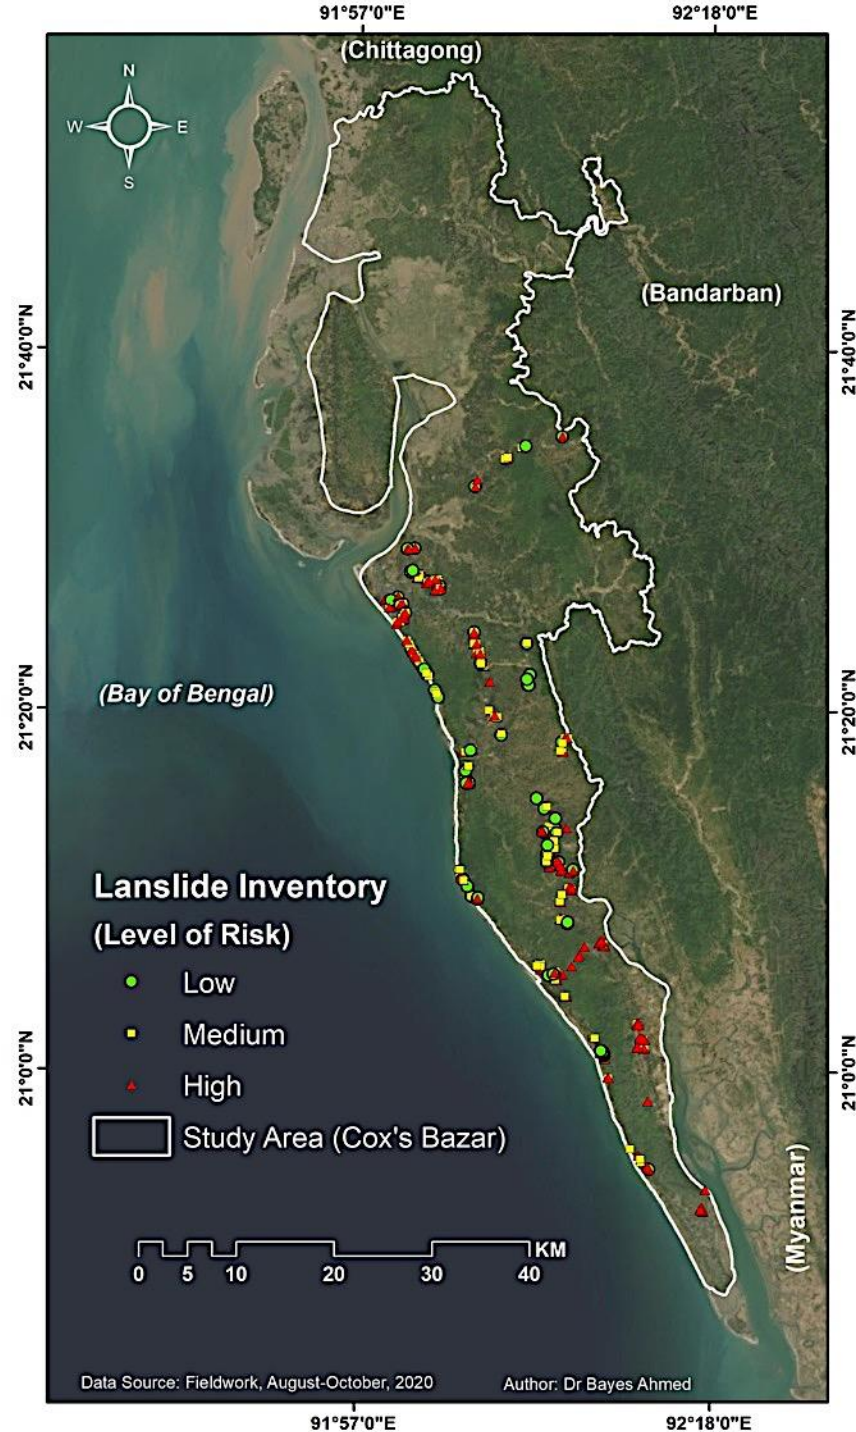 91°57'0"E
92°18'0"E
(Chittagong)
N
W
E
S
(Bandarban)
21°40'0"N
21°40'0"N
(Bay of Bengal)
21°20'0"N
21°20'0"N
Lanslide Inventory
(Level of Risk)
Low
Medium
High
Study Area (Cox's Bazar)
21°0'0"N
21°0'0"N
(Myanmar)
KM
0 5 10 20 30 40
Data Source: Fieldwork, August-October, 2020
Author: Dr Bayes Ahmed
91°57'0"E
92°18'0"E